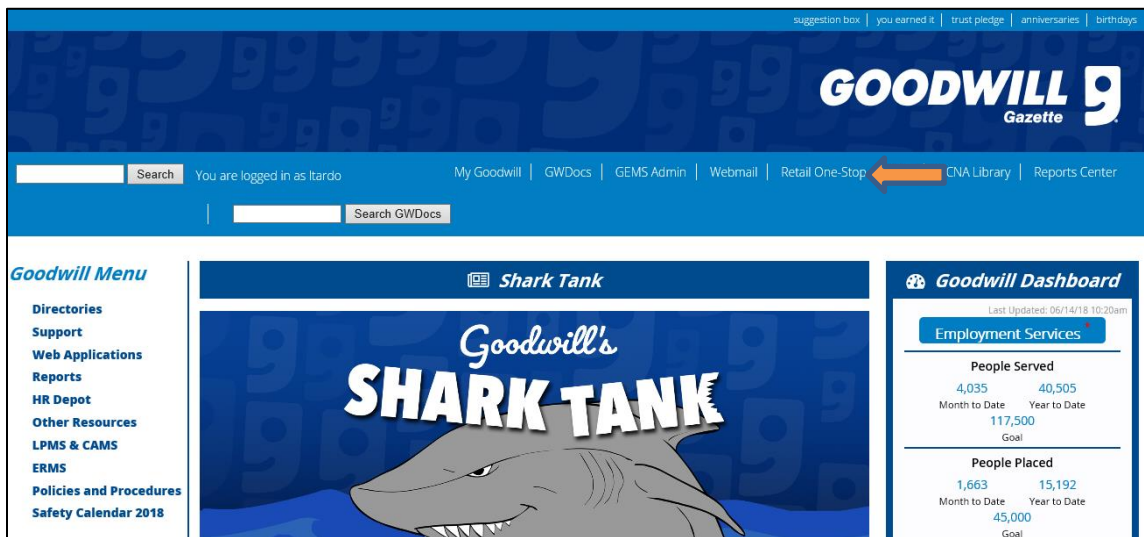 suggestion box | you earned it | trust pledge | anniversaries | birthdays
GOODWILL
Gazette
Search
You are logged in as ltardo
My Goodwill | GWDocs | GEMS Admin | Webmail | Retail One-Stop
CNA Library | Reports Center
Search GWDocs
Goodwill Menu
Directories
Support
Web Applications
Reports
HR Depot
Other Resources
LPMS & CAMS
ERMS
Policies and Procedures
Safety Calendar 2018
Shark Tank
Goodwill's
SHARK TANK
Goodwill Dashboard
Last Updated: 06/14/18 10:20am
Employment Services *
People Served
4,035 40,505
Month to Date Year to Date
117,500
Goal
People Placed
1,663 15,192
Month to Date Year to Date
45,000
Goal